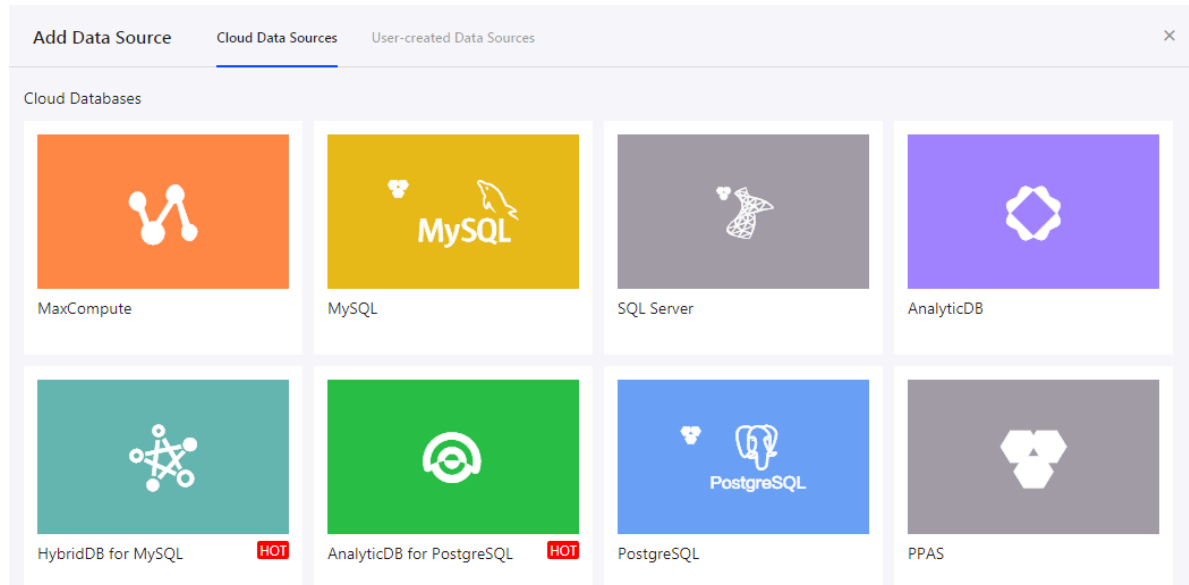 Add Data Source Cloud Data Sources User-created Data Sources
Cloud Databases
MySQL
MaxCompute MySQL SQL Server AnalyticDB
PostgreSQL
HybridDB for MySQL HOT AnalyticDB for PostgreSQL HOT PostgreSQL PPAS